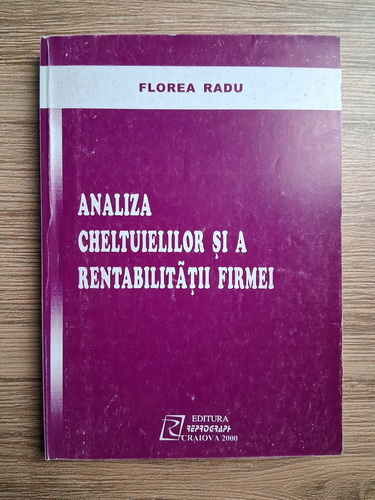 FLOREA RADU
ANALIZA
CHELTUIELILOR ŞI A
RENTABILITĂŢII FIRMEI
EDITURA
REPROGRAPH
CRAIOVA 2000